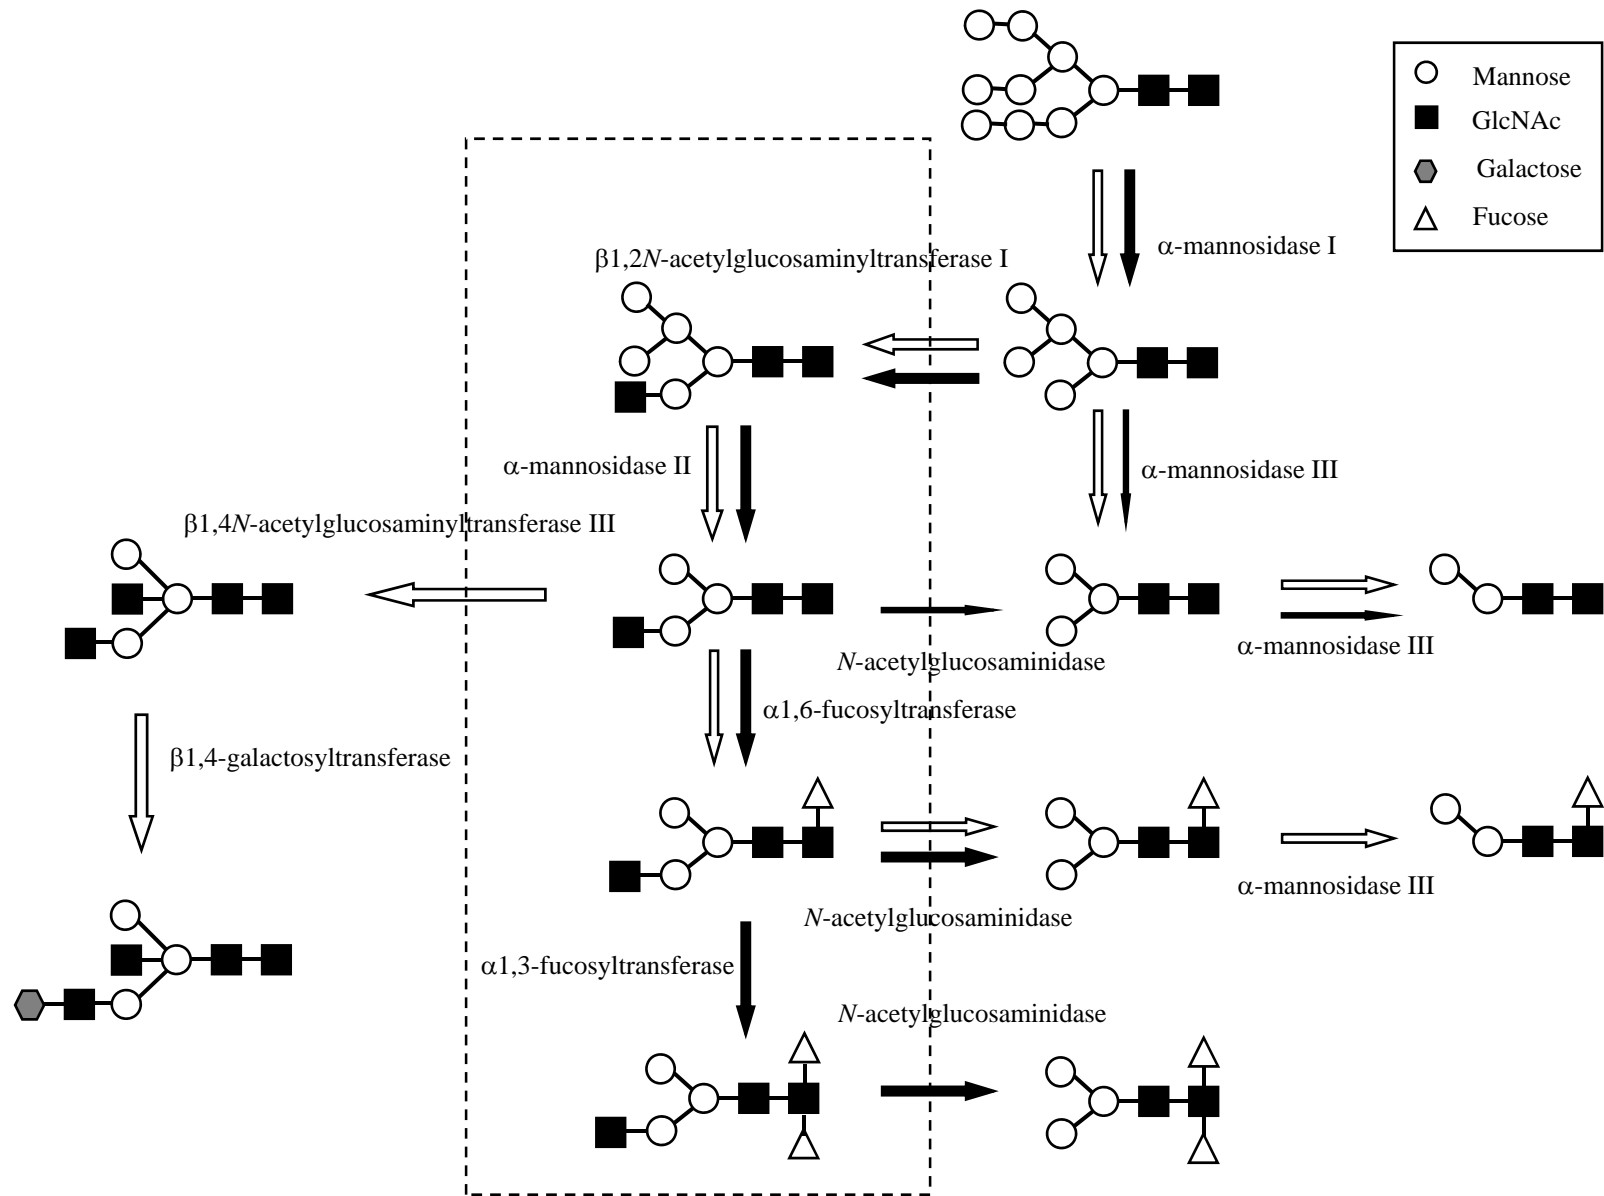 Mannose
GlcNAc
Galactose
Fucose
α-mannosidase I
β1,2N-acetylglucosaminyltransferase I
α-mannosidase II
α-mannosidase III
β1,4N-acetylglucosaminyltransferase III
N-acetylglucosaminidase
α-mannosidase III
α1,6-fucosyltransferase
β1,4-galactosyltransferase
α-mannosidase III
N-acetylglucosaminidase
α1,3-fucosyltransferase
N-acetylglucosaminidase